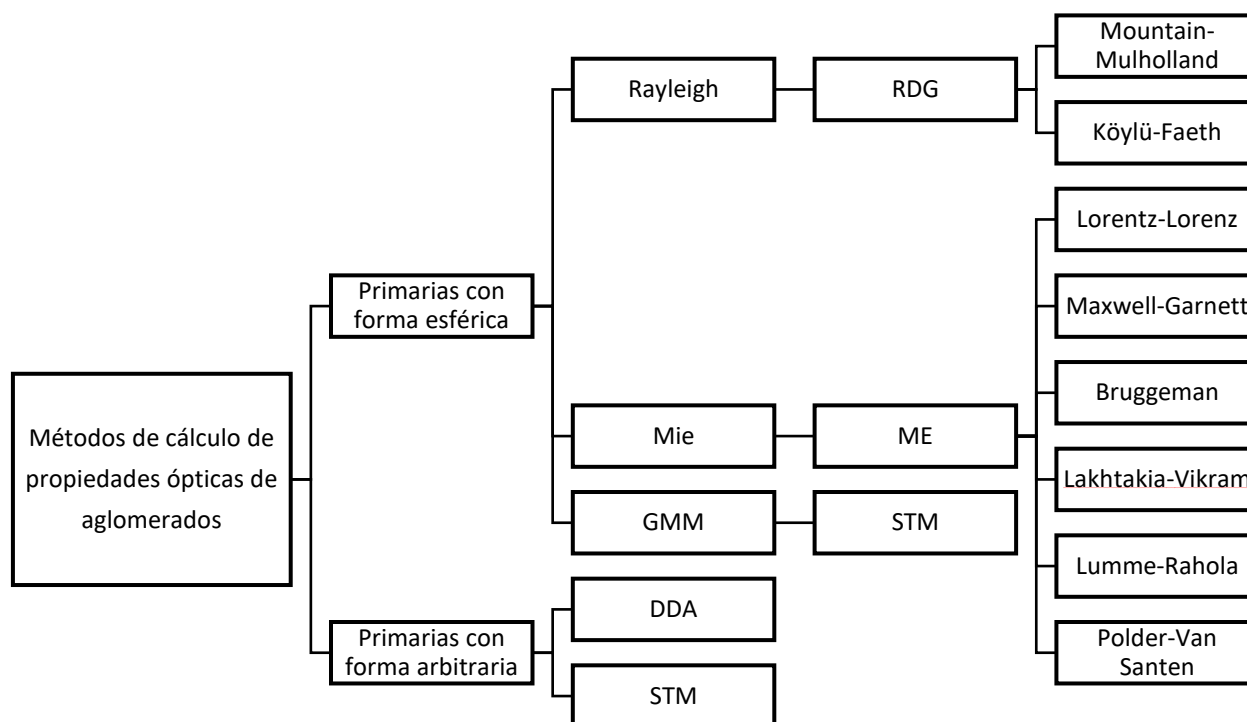 Métodos de cálculo de
propiedades ópticas de
aglomerados
Primarias con
forma esférica
Rayleigh
RDG
Mountain-
Mulholland
Köylü-Faeth
Mie
ME
Lorentz-Lorenz
Maxwell-Garnett
Bruggeman
Lakhtakia-Vikram
Lumme-Rahola
Polder-Van
Santen
GMM
STM
Primarias con
forma arbitraria
DDA
STM